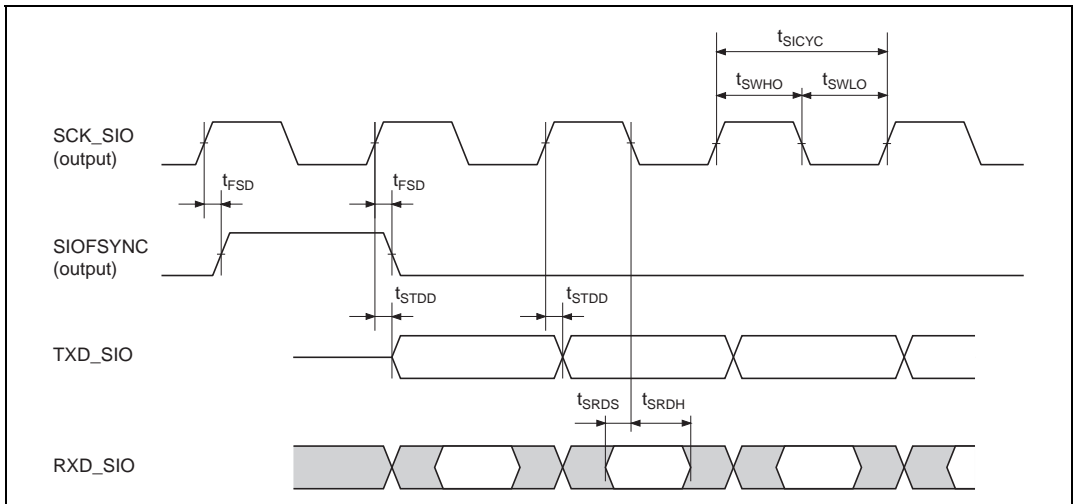 tSICYC
tSWHO tSWLO
SCK_SIO
(output)
tFSD tFSD
SIOFSYNC
(output)
tSTDD tSTDD
TXD_SIO
tSRDS tSRDH
RXD_SIO